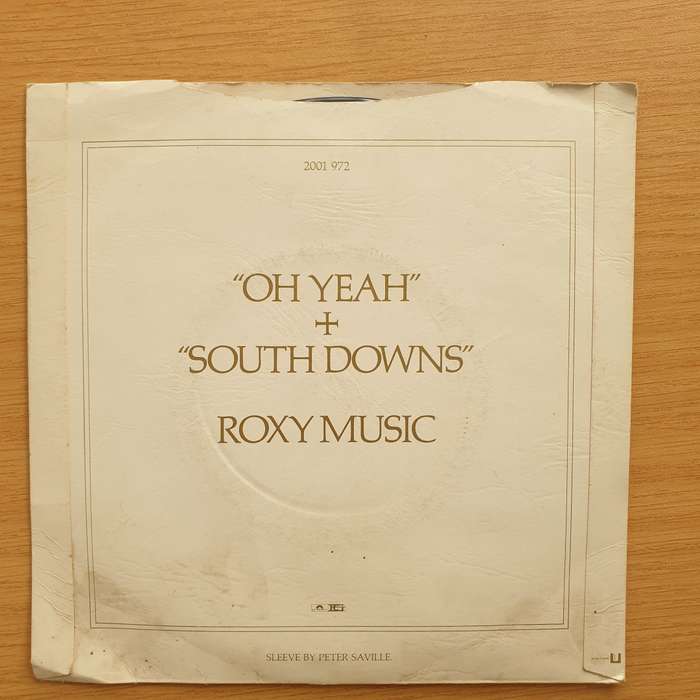 2001 972
“OH YEAH”
+
“SOUTH DOWNS”
ROXY MUSIC
SLEEVE BY PETER SAVILLE.